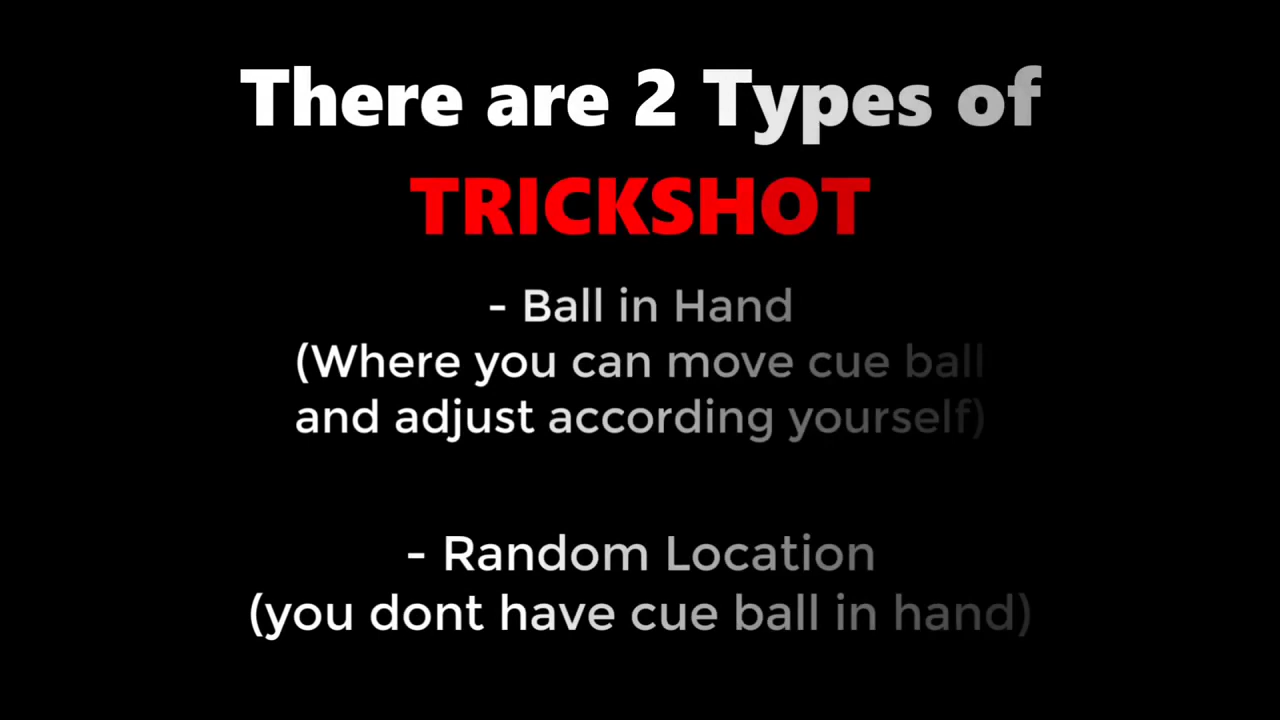 There are 2 Types of
TRICKSHOT
- Ball in Hand
(Where you can move cue ball
and adjust according yourself)
- Random Location
(you dont have cue ball in hand)